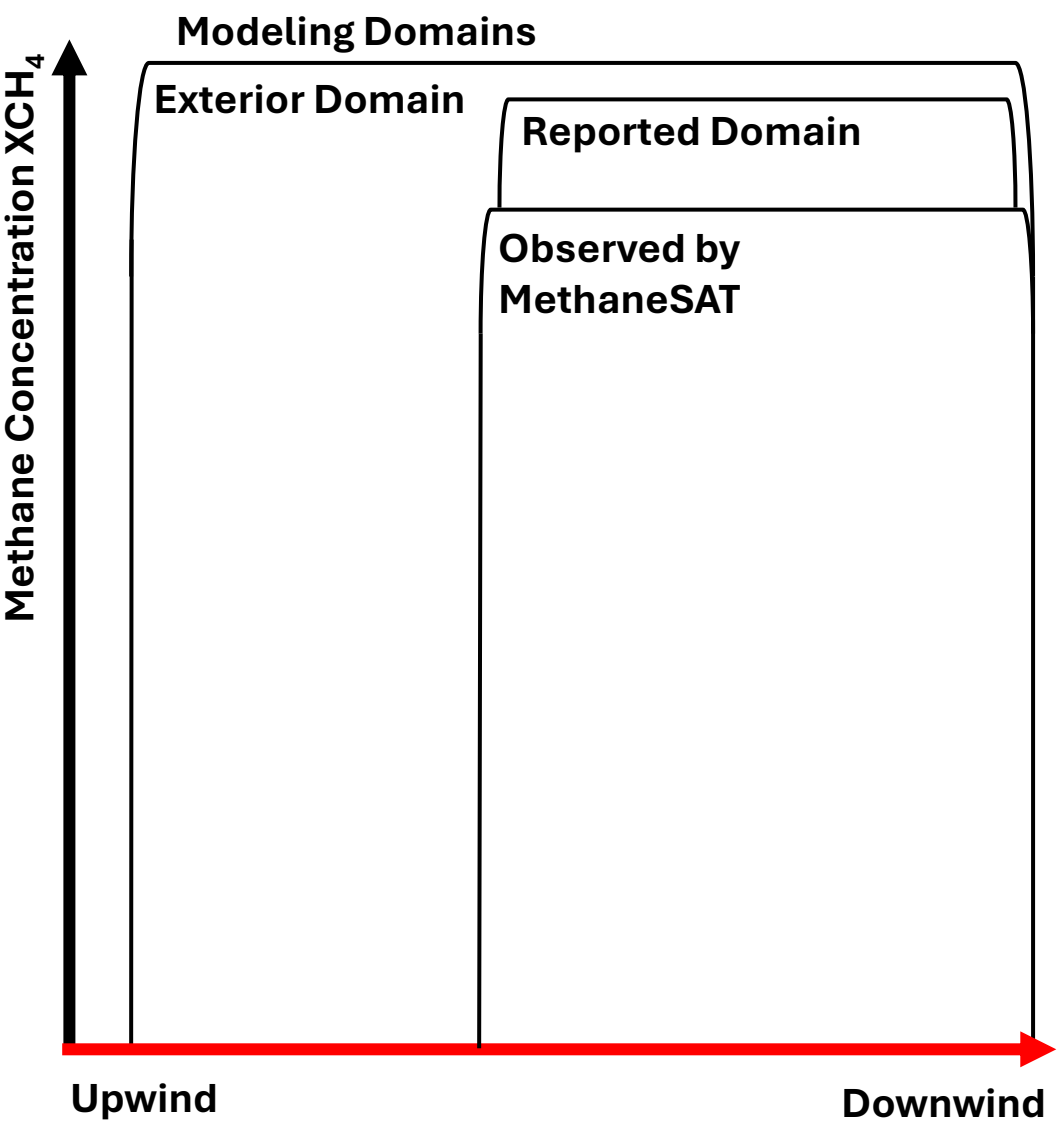 Modeling Domains
Methane Concentration XCH₄
Exterior Domain
Reported Domain
Observed by
MethaneSAT
Upwind
Downwind